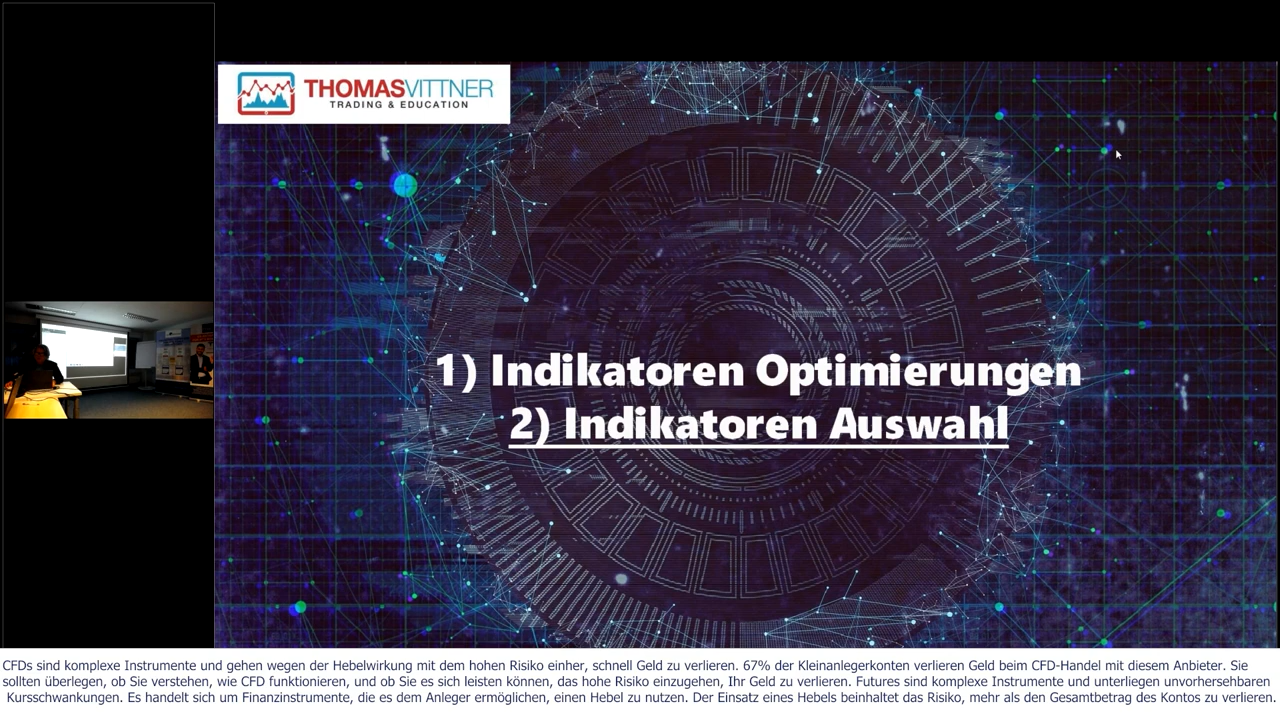 THOMASVITTNER
TRADING & EDUCATION
1) Indikatoren Optimierungen
2) Indikatoren Auswahl
CFDs sind komplexe Instrumente und gehen wegen der Hebelwirkung mit dem hohen Risiko einher, schnell Geld zu verlieren. 67% der Kleinanlegerkonten verlieren Geld beim CFD-Handel mit diesem Anbieter. Sie
sollten überlegen, ob Sie verstehen, wie CFD funktionieren, und ob Sie es sich leisten können, das hohe Risiko einzugehen, Ihr Geld zu verlieren. Futures sind komplexe Instrumente und unterliegen unvorhersehbaren
Kursschwankungen. Es handelt sich um Finanzinstrumente, die es dem Anleger ermöglichen, einen Hebel zu nutzen. Der Einsatz eines Hebels beinhaltet das Risiko, mehr als den Gesamtbetrag des Kontos zu verlieren.